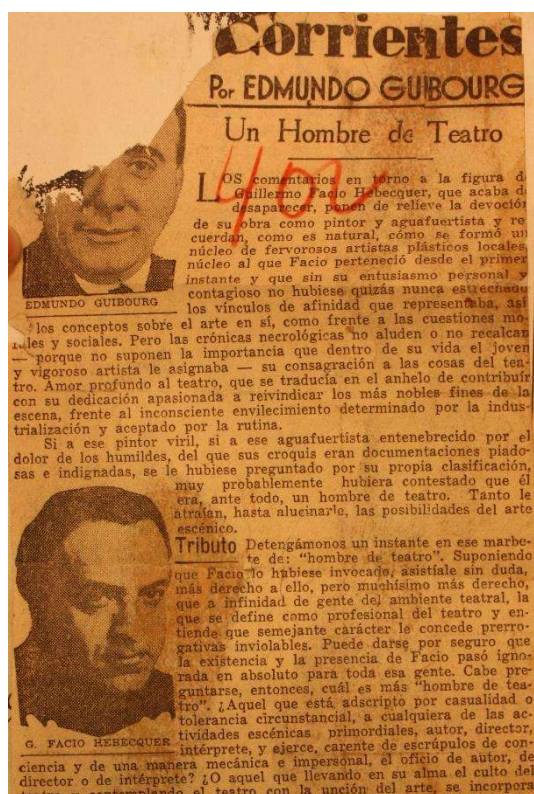 Corrientes
Por EDMUNDO GUIBOURG
Un Hombre de Teatro
402
LOS comentarios en torno a la figura d
Guillermo Facio Hebecquer, que acaba d
desaparecer, ponen de relieve la devoción
de su obra como pintor y aguafuertista y re
cuerdan, como es natural, cómo se formó un
núcleo de fervorosos artistas plásticos locales,
núcleo al que Facio perteneció desde el primer
instante y que sin su entusiasmo personal y
contagioso no hubiese quizás nunca estrechado
los vínculos de afinidad que representaba, así
EDMUNDO GUIBOURG
los conceptos sobre el arte en sí, como frente a las cuestiones mo-
rales y sociales. Pero las crónicas necrológicas no aluden o no recalcan
— porque no suponen la importancia que dentro de su vida el joven
y vigoroso artista le asignaba — su consagración a las cosas del tea-
tro. Amor profundo al teatro, que se traducía en el anhelo de contribuír
con su dedicación apasionada a reivindicar los más nobles fines de la
escena, frente al inconsciente envilecimiento determinado por la indus-
trialización y aceptado por la rutina.
Si a ese pintor viril, si a ese aguafuertista entenebrecido por el
dolor de los humildes, del que sus croquis eran documentaciones piado-
sas e indignadas, se le hubiese preguntado por su propia clasificación,
muy probablemente hubiera contestado que él
era, ante todo, un hombre de teatro. Tanto le
atraían, hasta alucinarle, las posibilidades del arte
escénico.
Tributo Detengámonos un instante en ese marbe-
te de: "hombre de teatro". Suponiendo
que Facio lo hubiese invocado, asistíale sin duda,
más derecho a ello, pero muchísimo más derecho,
que a infinidad de gente del ambiente teatral, la
que se define como profesional del teatro y en-
tiende que semejante carácter le concede prerro-
gativas inviolables. Puede darse por seguro que
la existencia y la presencia de Facio pasó igno-
rada en absoluto para toda esa gente. Cabe pre-
guntarse, entonces, cuál es más "hombre de tea-
tro". ¿Aquel que está adscripto por casualidad o
tolerancia circunstancial, a cualquiera de las ac-
tividades escénicas primordiales, autor, director,
intérprete, y ejerce, carente de escrúpulos de con-
G. FACIO HEBECQUER
ciencia y de una manera mecánica e impersonal, el oficio de autor, de
director o de intérprete? ¿O aquel que llevando en su alma el culto del
contemplando el teatro con la unción del arte, se incorpora